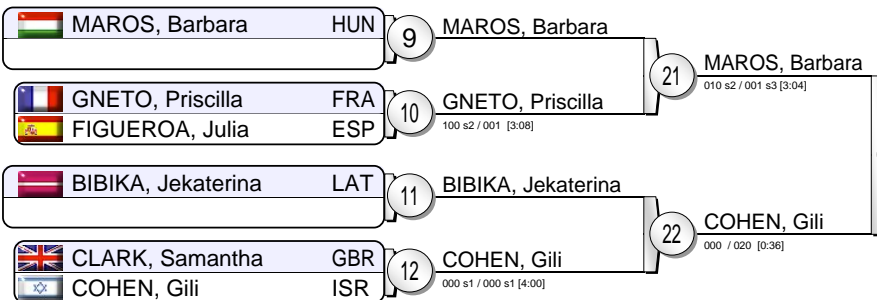 MAROS, Barbara HUN
9
MAROS, Barbara
GNETO, Priscilla FRA
FIGUEROA, Julia ESP
10
GNETO, Priscilla
100 s2 / 001 [3:08]
21
MAROS, Barbara
010 s2 / 001 s3 [3:04]
BIBIKA, Jekaterina LAT
11
BIBIKA, Jekaterina
CLARK, Samantha GBR
COHEN, Gili ISR
12
COHEN, Gili
000 s1 / 000 s1 [4:00]
22
COHEN, Gili
000 / 020 [0:36]